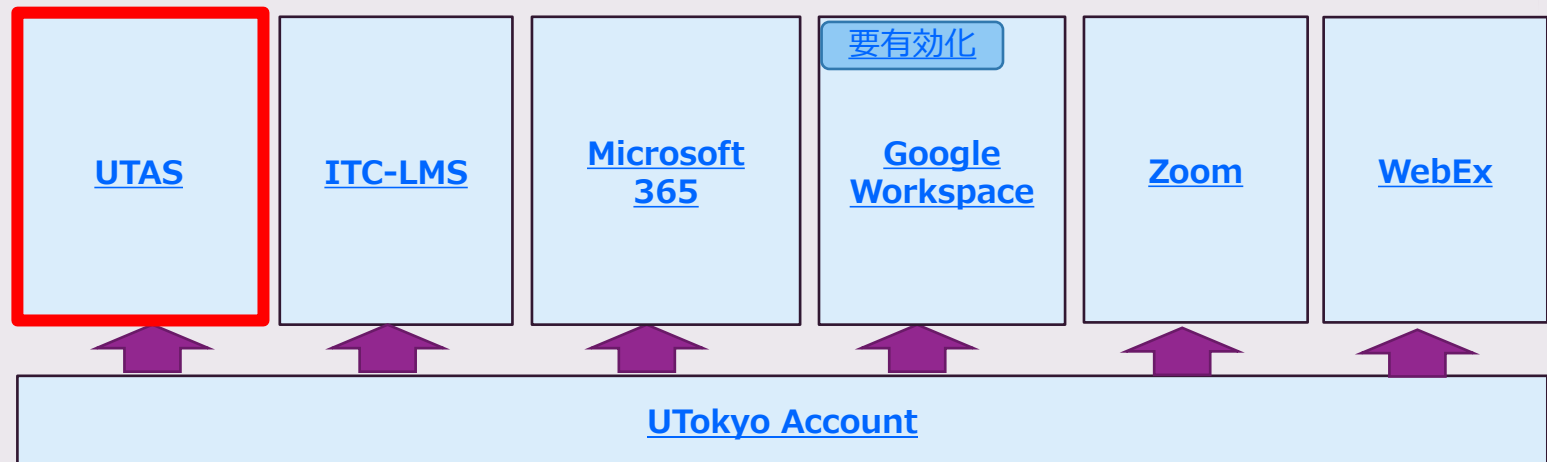 要有効化
UTAS
ITC-LMS
Microsoft
365
Google
Workspace
Zoom
WebEx
UTokyo Account